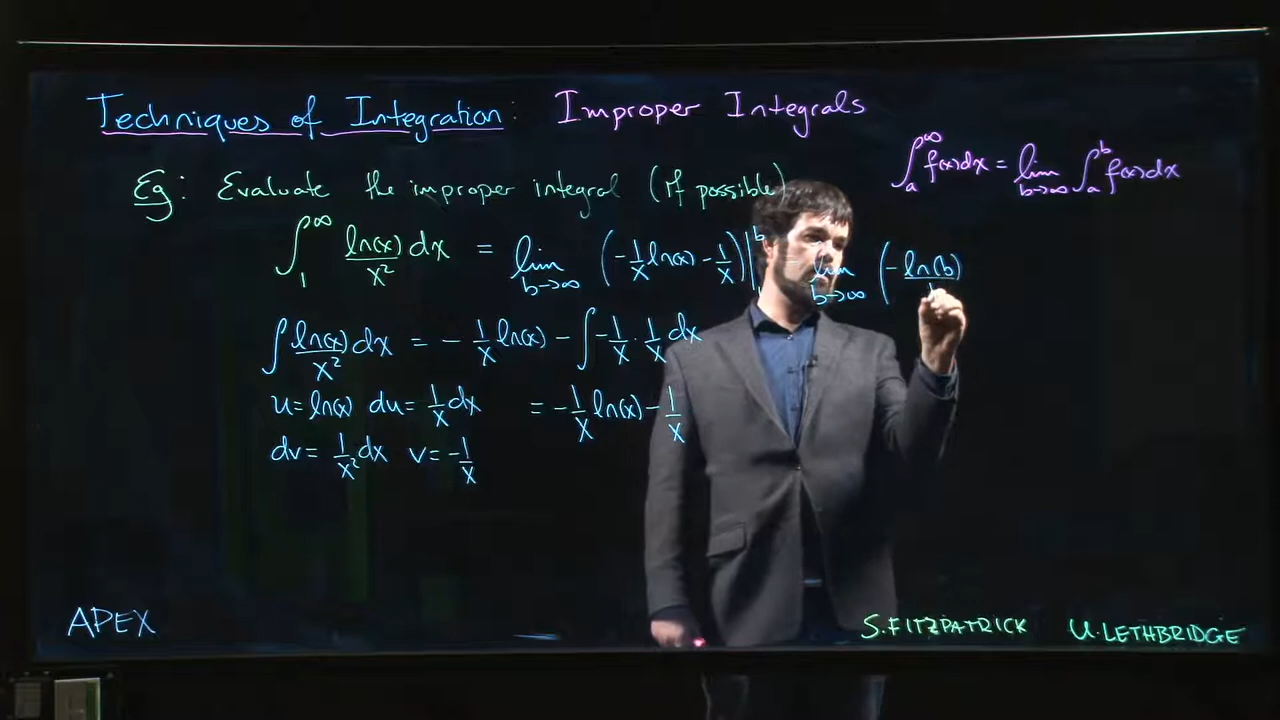 Techniques of Integration: Improper Integrals
∫_a^∞ f(x)dx = lim_{b→∞} ∫_a^b f(x)dx
Eg: Evaluate the improper integral (if possible)
∫_1^∞ ln(x)/x² dx = lim_{b→∞} (-1/x ln(x) - 1/x)|_1^b = lim_{b→∞} (- ln(b)
∫ ln(x)/x² dx = - 1/x ln(x) - ∫ -1/x · 1/x dx
u = ln(x) du = 1/x dx = -1/x ln(x) - 1/x
dv = 1/x² dx v = -1/x
APEX
S. FITZPATRICK U. LETHBRIDGE